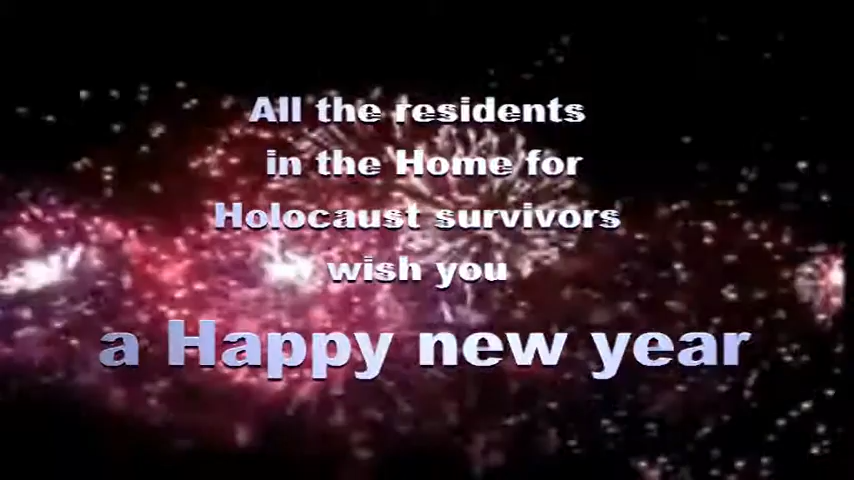 All the residents
in the Home for
Holocaust survivors
wish you
a Happy new year